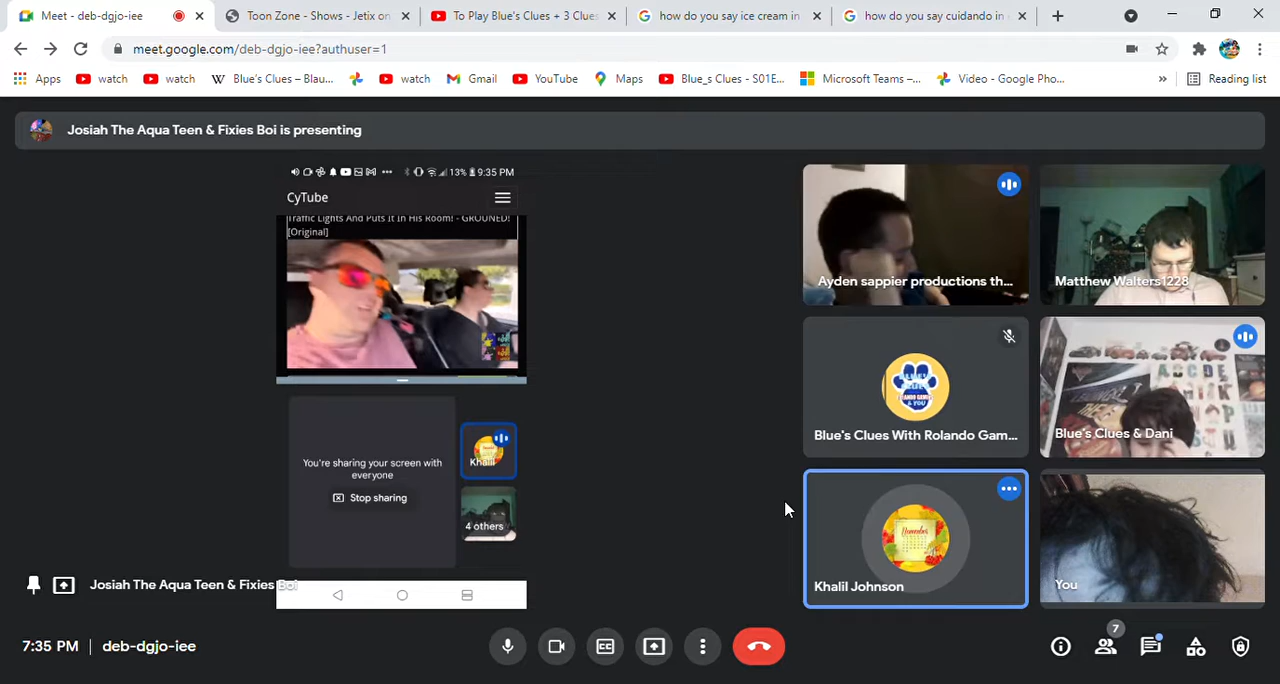 Meet - deb-dgjo-iee
Toon Zone - Shows - Jetix on
To Play Blue's Clues + 3 Clues
how do you say ice cream in
how do you say cuidando in
meet.google.com/deb-dgjo-iee?authuser=1
Apps
watch
watch
Blue's Clues – Blau...
watch
Gmail
YouTube
Maps
Blue_s Clues - S01E...
Microsoft Teams –...
Video - Google Pho...
»
Reading list
Josiah The Aqua Teen & Fixies Boi is presenting
13% 9:35 PM
CyTube
Traffic Lights And Puts It In His Room! - GROUNED!
[Original]
You're sharing your screen with
everyone
Stop sharing
Khalil
4 others
Josiah The Aqua Teen & Fixies Boi
Ayden sappier productions th...
Matthew Walters1228
Blue's Clues With Rolando Gam...
Blue's Clues & Dani
November
Khalil Johnson
You
7:35 PM | deb-dgjo-iee
CC
7